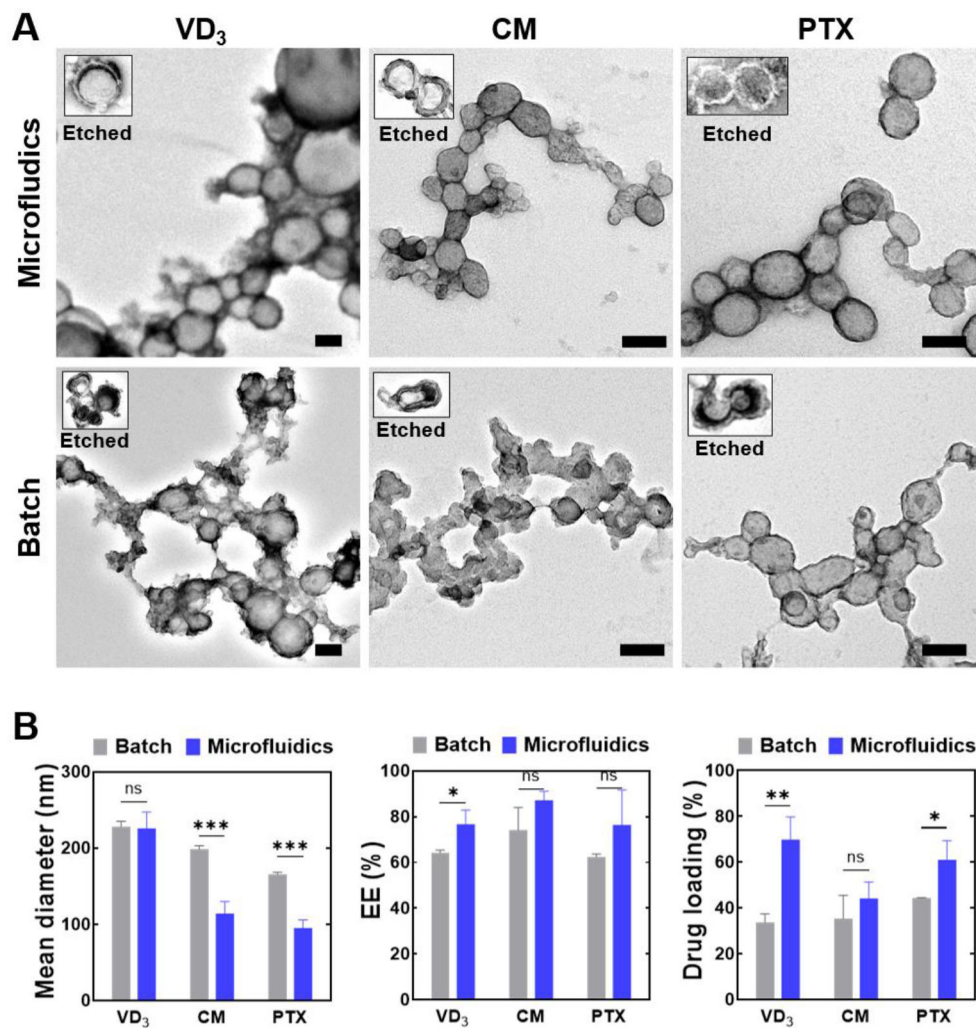 A
VD₃ CM PTX
Microfludics
Etched Etched Etched
Batch
Etched Etched Etched
B
Batch Microfluidics
Mean diameter (nm)
300
200
100
0
ns
***
***
VD₃ CM PTX
Batch Microfluidics
EE (%)
100
80
60
40
20
0
*
ns
ns
VD₃ CM PTX
Batch Microfluidics
Drug loading (%)
100
80
60
40
20
0
**
ns
*
VD₃ CM PTX